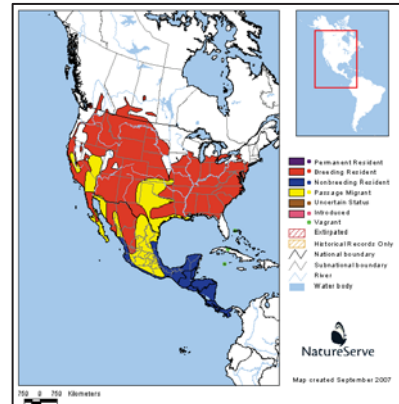 Permanent Resident
Breeding Resident
Nonbreeding Resident
Passage Migrant
Uncertain Status
Introduced
Vagrant
Extirpated
Historical Records Only
National boundary
Subnational boundary
River
Water body
NatureServe
Map created September 2007
750 0 750 Kilometers